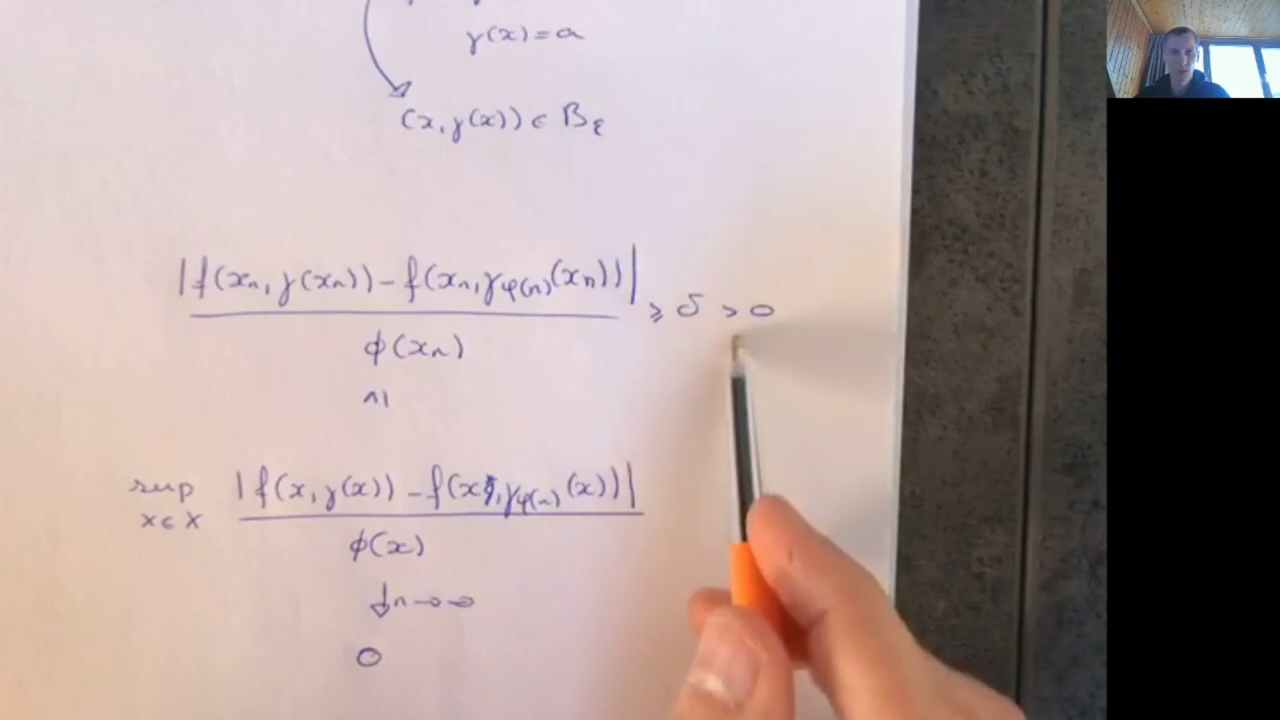 γ(x)=a
(x,γ(x)) ∈ B_ε
|f(x_n,γ(x_n)) - f(x_n,γ_φ(n)(x_n))|
≥ δ > 0
ϕ(x_n)
≤
sup |f(x,γ(x)) - f(x,γ_φ(n)(x))|
x∈X
ϕ(x)
↓n→∞
0